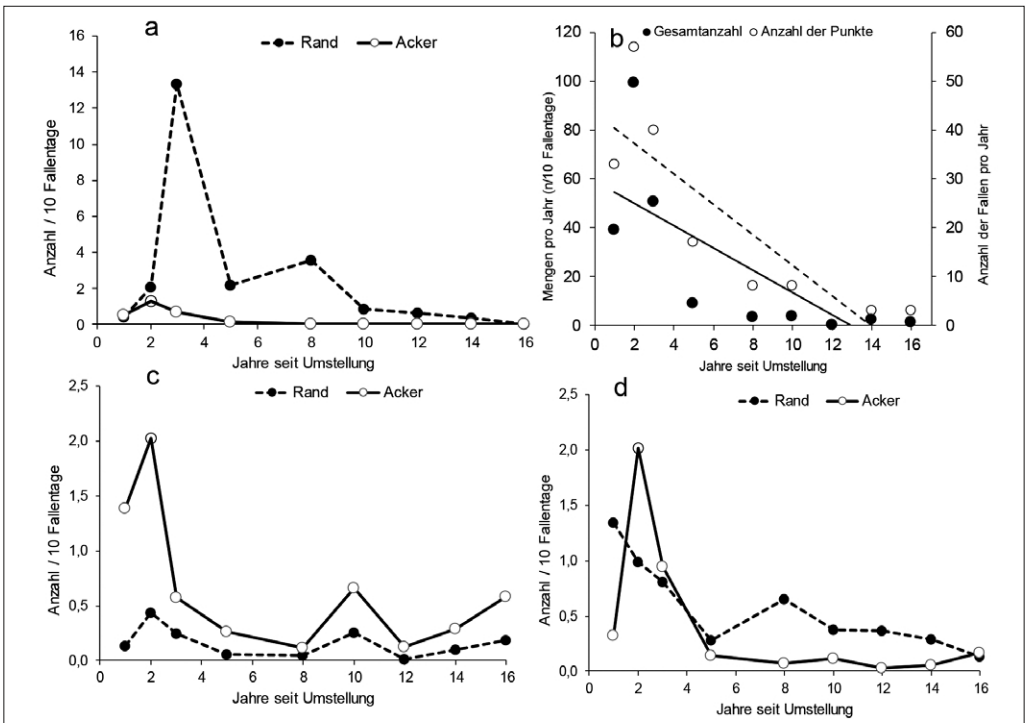 a
Rand Acker
16
14
12
10
8
6
4
2
0
Anzahl / 10 Fallentage
0 2 4 6 8 10 12 14 16
Jahre seit Umstellung
b
Gesamtanzahl Anzahl der Punkte
120
100
80
60
40
20
0
Mengen pro Jahr (n/10 Fallentage)
60
50
40
30
20
10
0
Anzahl der Fallen pro Jahr
0 2 4 6 8 10 12 14 16
Jahre seit Umstellung
c
Rand Acker
2,5
2,0
1,5
1,0
0,5
0,0
Anzahl / 10 Fallentage
0 2 4 6 8 10 12 14 16
Jahre seit Umstellung
d
Rand Acker
2,5
2,0
1,5
1,0
0,5
0,0
Anzahl / 10 Fallentage
0 2 4 6 8 10 12 14 16
Jahre seit Umstellung